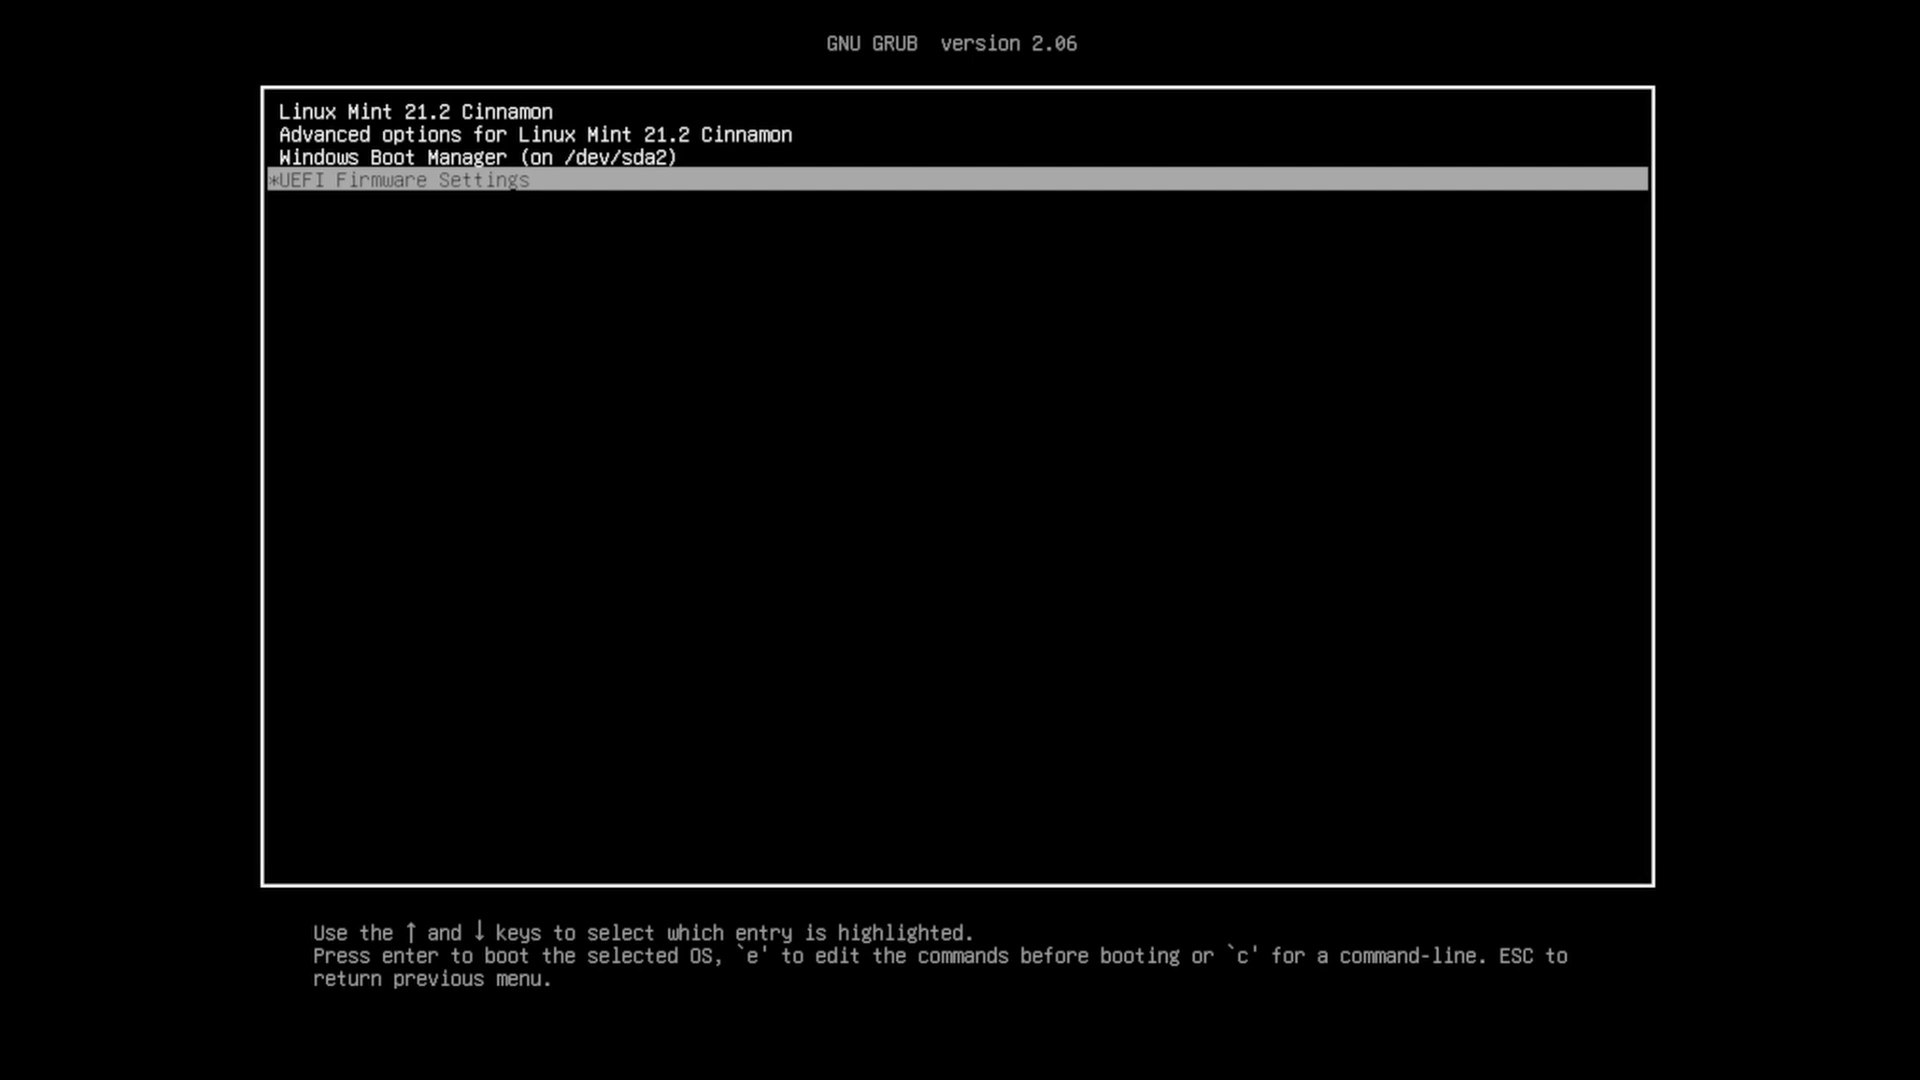 GNU GRUB  version 2.06
Linux Mint 21.2 Cinnamon
Advanced options for Linux Mint 21.2 Cinnamon
Windows Boot Manager (on /dev/sda2)
*UEFI Firmware Settings
Use the ↑ and ↓ keys to select which entry is highlighted.
Press enter to boot the selected OS, `e' to edit the commands before booting or `c' for a command-line. ESC to
return previous menu.